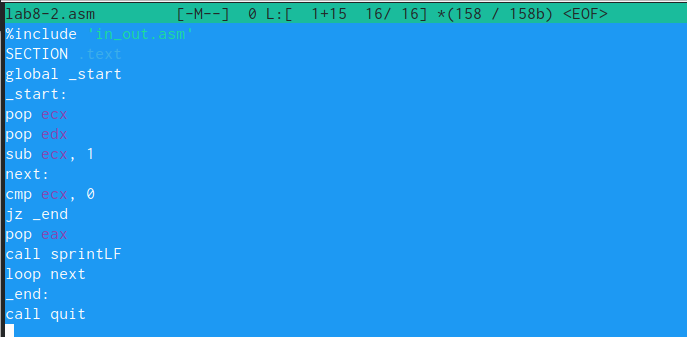 lab8-2.asm [-M--] 0 L:[ 1+15 16/ 16] *(158 / 158b) <EOF>
%include 'in_out.asm'
SECTION .text
global _start
_start:
pop ecx
pop edx
sub ecx, 1
next:
cmp ecx, 0
jz _end
pop eax
call sprintLF
loop next
_end:
call quit